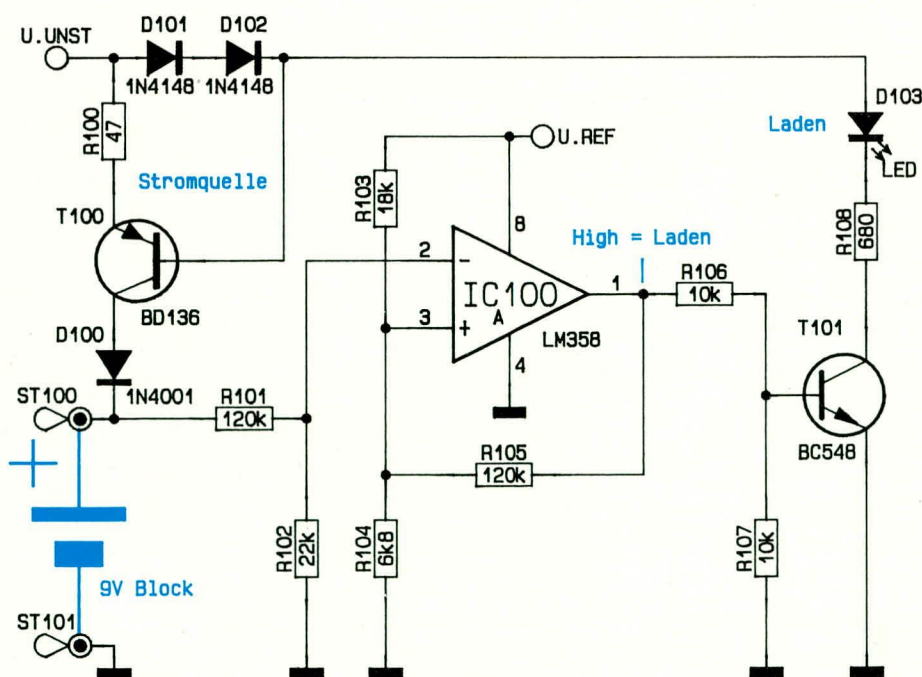 D101
D102
U.UNST
1N4148
1N4148
D103
Laden
LED
R100
47
U.REF
R103
18k
Stromquelle
R108
680
T100
8
High = Laden
2
-
1
R106
IC100
10k
A
3
+
LM358
BD136
T101
4
D100
1N4001
ST100
R101
120k
+
R105
120k
BC548
R102
22k
R104
6k8
R107
10k
9V Block
ST101